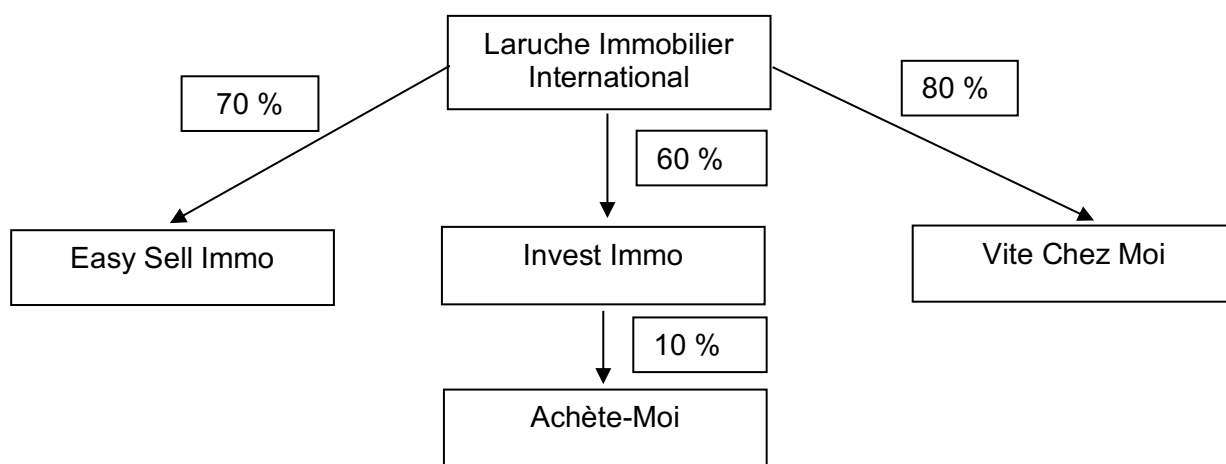 Laruche Immobilier
International
70 %
80 %
60 %
Easy Sell Immo
Invest Immo
Vite Chez Moi
10 %
Achète-Moi